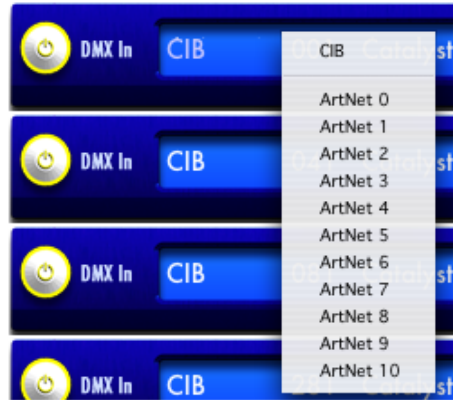 DMX In CIB
CIB
ArtNet 0
ArtNet 1
DMX In CIB
ArtNet 2
ArtNet 3
ArtNet 4
ArtNet 5
DMX In CIB
ArtNet 6
ArtNet 7
ArtNet 8
ArtNet 9
DMX In CIB
ArtNet 10